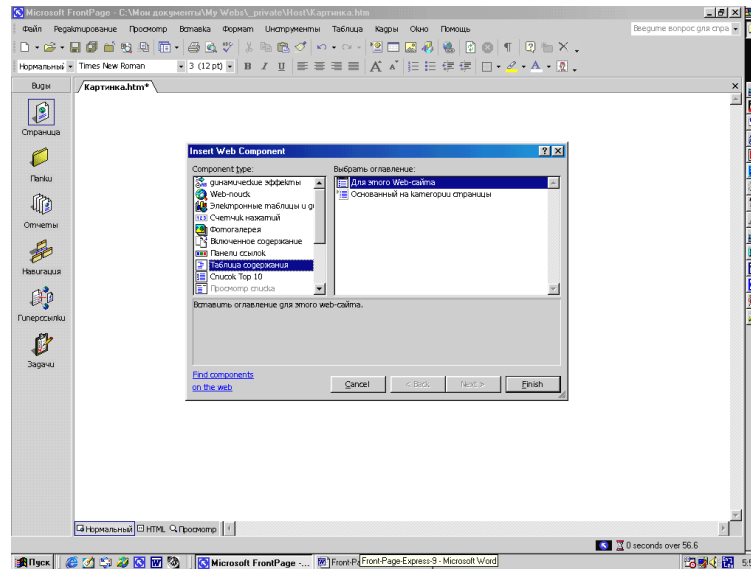 Microsoft FrontPage - C:\Мои документы\My Webs\_private\Host\Картинка.htm
Файл Редактирование Просмотр Вставка Формат Инструменты Таблица Кадры Окно Помощь
Введите вопрос для спра
Нормальный Times New Roman 3 (12 pt)
Виды
Картинка.htm*
Страница
Папки
Отчеты
Навигация
Гиперссылки
Задачи
Insert Web Component
Component type:
Выбрать оглавление:
динамические эффекты
Web-поиск
Электронные таблицы и ди
Счетчик нажатий
Фотогалерея
Включенное содержание
Панели ссылок
Таблица содержания
Список Top 10
Просмотр списка
Для этого Web-сайта
Основанный на категории страницы
Вставить оглавление для этого web-сайта.
Find components
on the web
Cancel
< Back
Next >
Finish
Нормальный HTML Просмотр
0 seconds over 56.6
Пуск
Microsoft FrontPage -...
Front-Pa
Front-Page-Express-9 - Microsoft Word